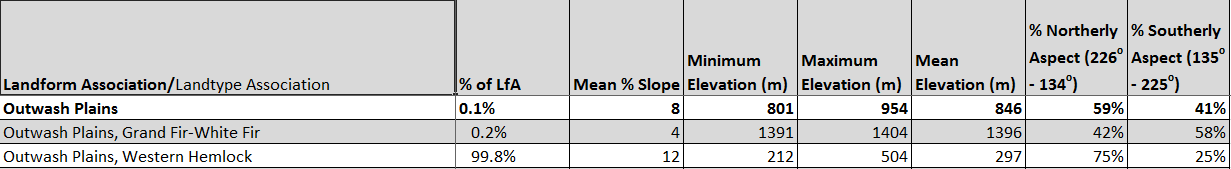 Landform Association/Landtype Association	% of LfA	Mean % Slope	Minimum Elevation (m)	Maximum Elevation (m)	Mean Elevation (m)	% Northerly Aspect (226° - 134°)	% Southerly Aspect (135° - 225°)
Outwash Plains	0.1%	8	801	954	846	59%	41%
Outwash Plains, Grand Fir-White Fir	0.2%	4	1391	1404	1396	42%	58%
Outwash Plains, Western Hemlock	99.8%	12	212	504	297	75%	25%